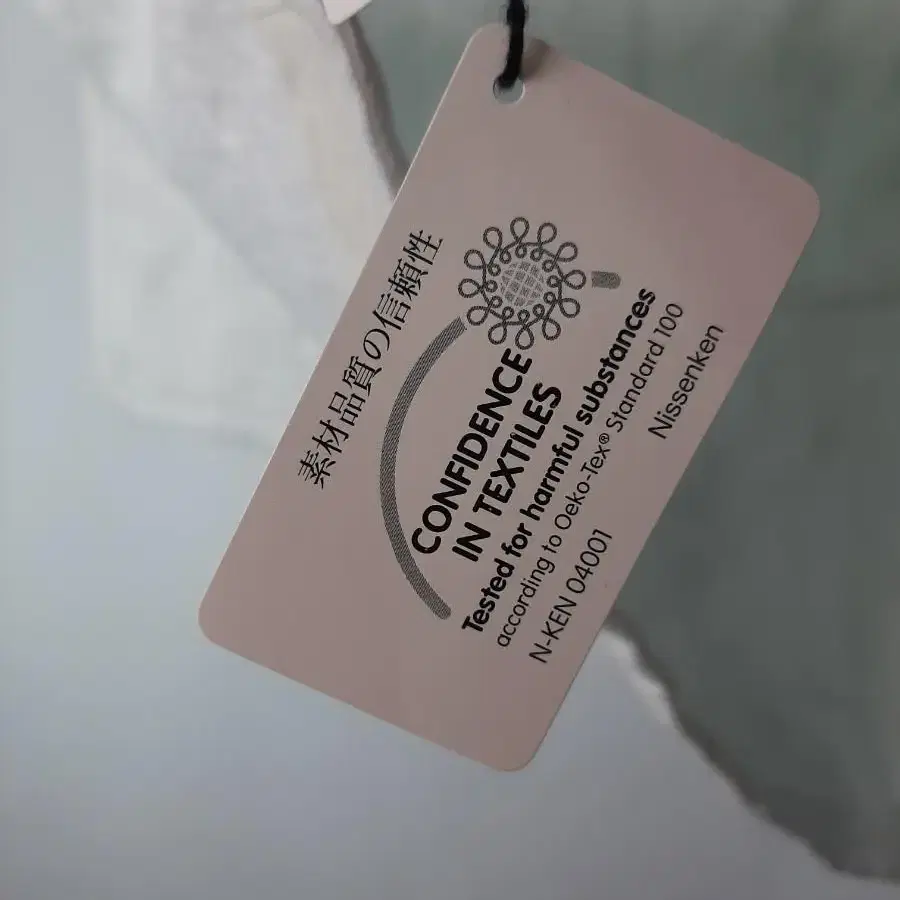 素材品質の信頼性
CONFIDENCE
IN TEXTILES
Tested for harmful substances
according to Oeko-Tex® Standard 100
N-KEN 04001 Nissenken